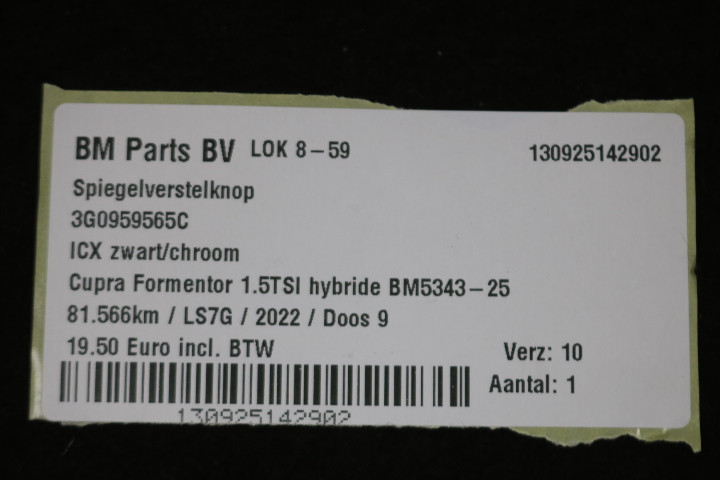 BM Parts BV LOK 8-59 130925142902
Spiegelverstelknop
3G0959565C
ICX zwart/chroom
Cupra Formentor 1.5TSI hybride BM5343-25
81.566km / LS7G / 2022 / Doos 9
19.50 Euro incl. BTW Verz: 10
Aantal: 1
130925142902